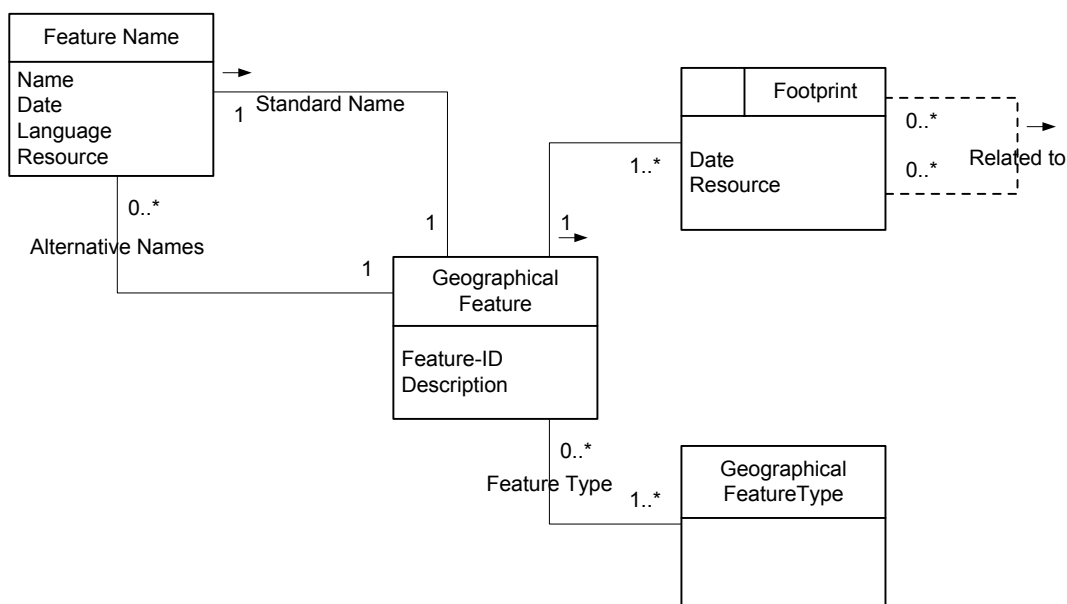 Feature Name
Name
Date
Language
Resource
1
Standard Name
0..*
Alternative Names
1
1
Geographical
Feature
Feature-ID
Description
1
1..*
Footprint
Date
Resource
0..*
0..*
Related to
0..*
Feature Type
1..*
Geographical
FeatureType